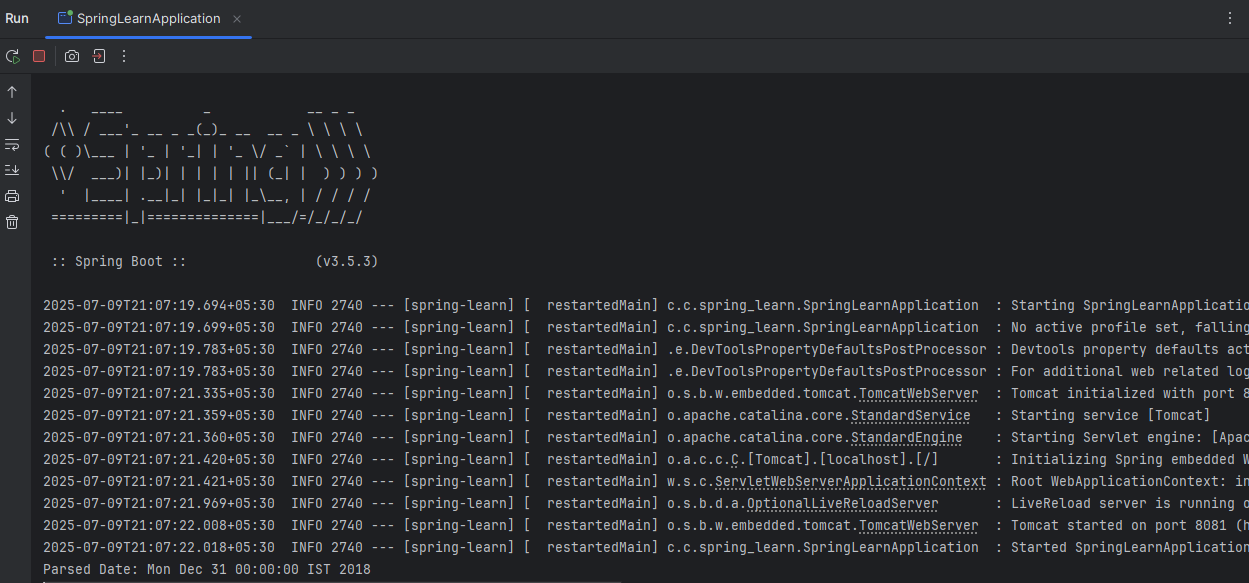 Run SpringLearnApplication
  .   ____          _            __ _ _
 /\\ / ___'_ __ _ _(_)_ __  __ _ \ \ \ \
( ( )\___ | '_ | '_| | '_ \/ _` | \ \ \ \
 \\/  ___)| |_)| | | | | || (_| |  ) ) ) )
  '  |____| .__|_| |_|_| |_\__, | / / / /
 =========|_|==============|___/=/_/_/_/
 :: Spring Boot ::                (v3.5.3)
2025-07-09T21:07:19.694+05:30  INFO 2740 --- [spring-learn] [  restartedMain] c.c.spring_learn.SpringLearnApplication  : Starting SpringLearnApplicatio
2025-07-09T21:07:19.699+05:30  INFO 2740 --- [spring-learn] [  restartedMain] c.c.spring_learn.SpringLearnApplication  : No active profile set, falling
2025-07-09T21:07:19.783+05:30  INFO 2740 --- [spring-learn] [  restartedMain] .e.DevToolsPropertyDefaultsPostProcessor : Devtools property defaults act
2025-07-09T21:07:19.783+05:30  INFO 2740 --- [spring-learn] [  restartedMain] .e.DevToolsPropertyDefaultsPostProcessor : For additional web related log
2025-07-09T21:07:21.335+05:30  INFO 2740 --- [spring-learn] [  restartedMain] o.s.b.w.embedded.tomcat.TomcatWebServer  : Tomcat initialized with port 8
2025-07-09T21:07:21.359+05:30  INFO 2740 --- [spring-learn] [  restartedMain] o.apache.catalina.core.StandardService   : Starting service [Tomcat]
2025-07-09T21:07:21.360+05:30  INFO 2740 --- [spring-learn] [  restartedMain] o.apache.catalina.core.StandardEngine    : Starting Servlet engine: [Apac
2025-07-09T21:07:21.420+05:30  INFO 2740 --- [spring-learn] [  restartedMain] o.a.c.c.C.[Tomcat].[localhost].[/]       : Initializing Spring embedded W
2025-07-09T21:07:21.421+05:30  INFO 2740 --- [spring-learn] [  restartedMain] w.s.c.ServletWebServerApplicationContext : Root WebApplicationContext: in
2025-07-09T21:07:21.969+05:30  INFO 2740 --- [spring-learn] [  restartedMain] o.s.b.d.a.OptionalLiveReloadServer       : LiveReload server is running o
2025-07-09T21:07:22.008+05:30  INFO 2740 --- [spring-learn] [  restartedMain] o.s.b.w.embedded.tomcat.TomcatWebServer  : Tomcat started on port 8081 (h
2025-07-09T21:07:22.018+05:30  INFO 2740 --- [spring-learn] [  restartedMain] c.c.spring_learn.SpringLearnApplication  : Started SpringLearnApplication
Parsed Date: Mon Dec 31 00:00:00 IST 2018